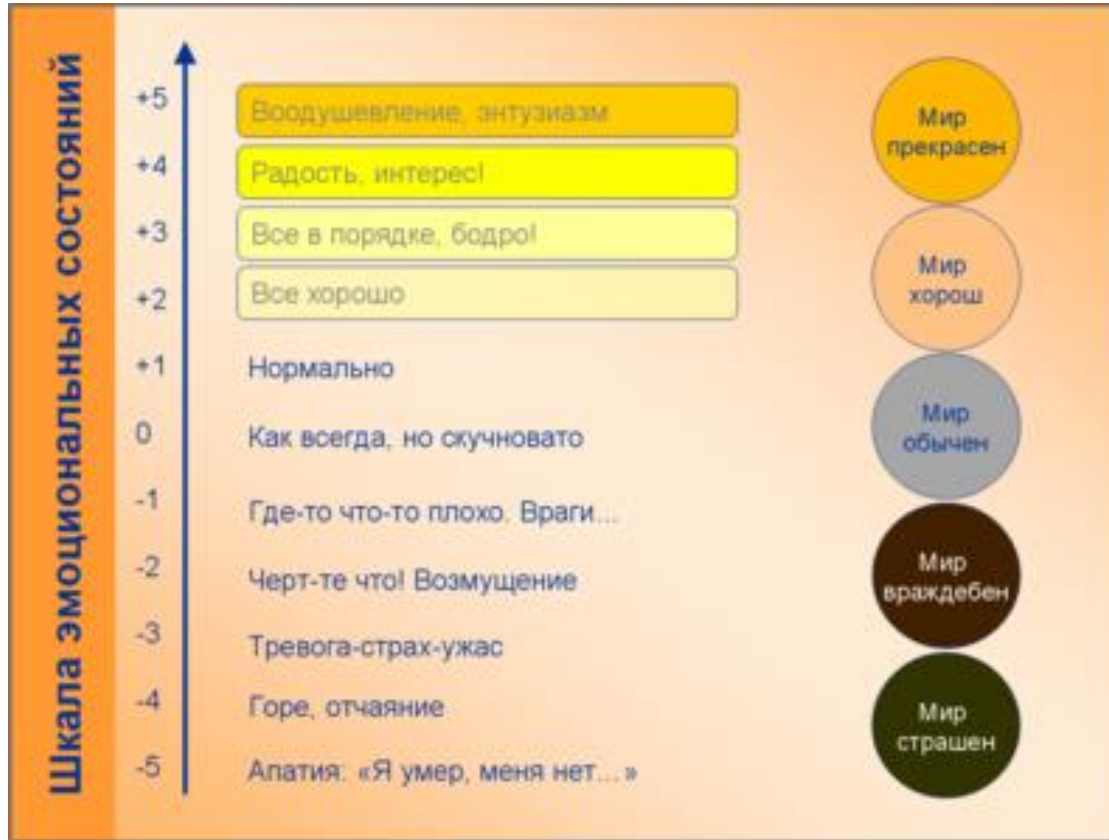 Шкала эмоциональных состояний
+5
Воодушевление, энтузиазм
+4
Радость, интерес!
+3
Все в порядке, бодро!
+2
Все хорошо
+1
Нормально
0
Как всегда, но скучновато
-1
Где-то что-то плохо. Враги...
-2
Черт-те что! Возмущение
-3
Тревога-страх-ужас
-4
Горе, отчаяние
-5
Апатия: «Я умер, меня нет...»
Мир
прекрасен
Мир
хорош
Мир
обычен
Мир
враждебен
Мир
страшен